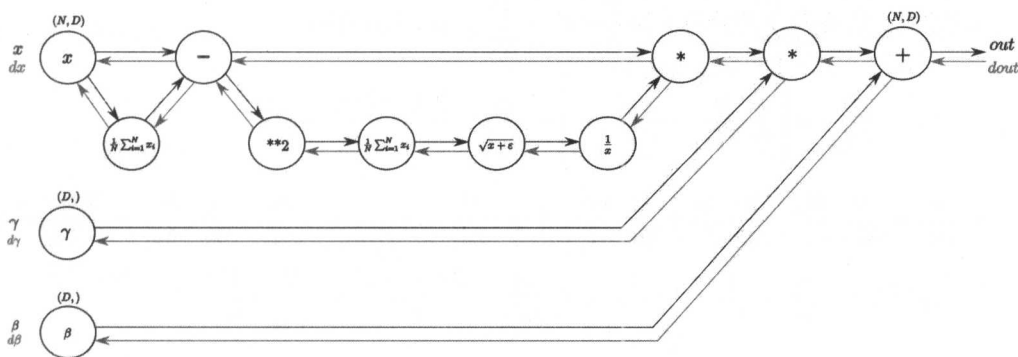 (N, D)
(N, D)
x
dx
x
−
*
*
+
out
dout
1/N ∑_{i=1}^{N} x_i
**2
1/N ∑_{i=1}^{N} x_i
√x + ε
1/x
(D,)
γ
dγ
γ
(D,)
β
dβ
β